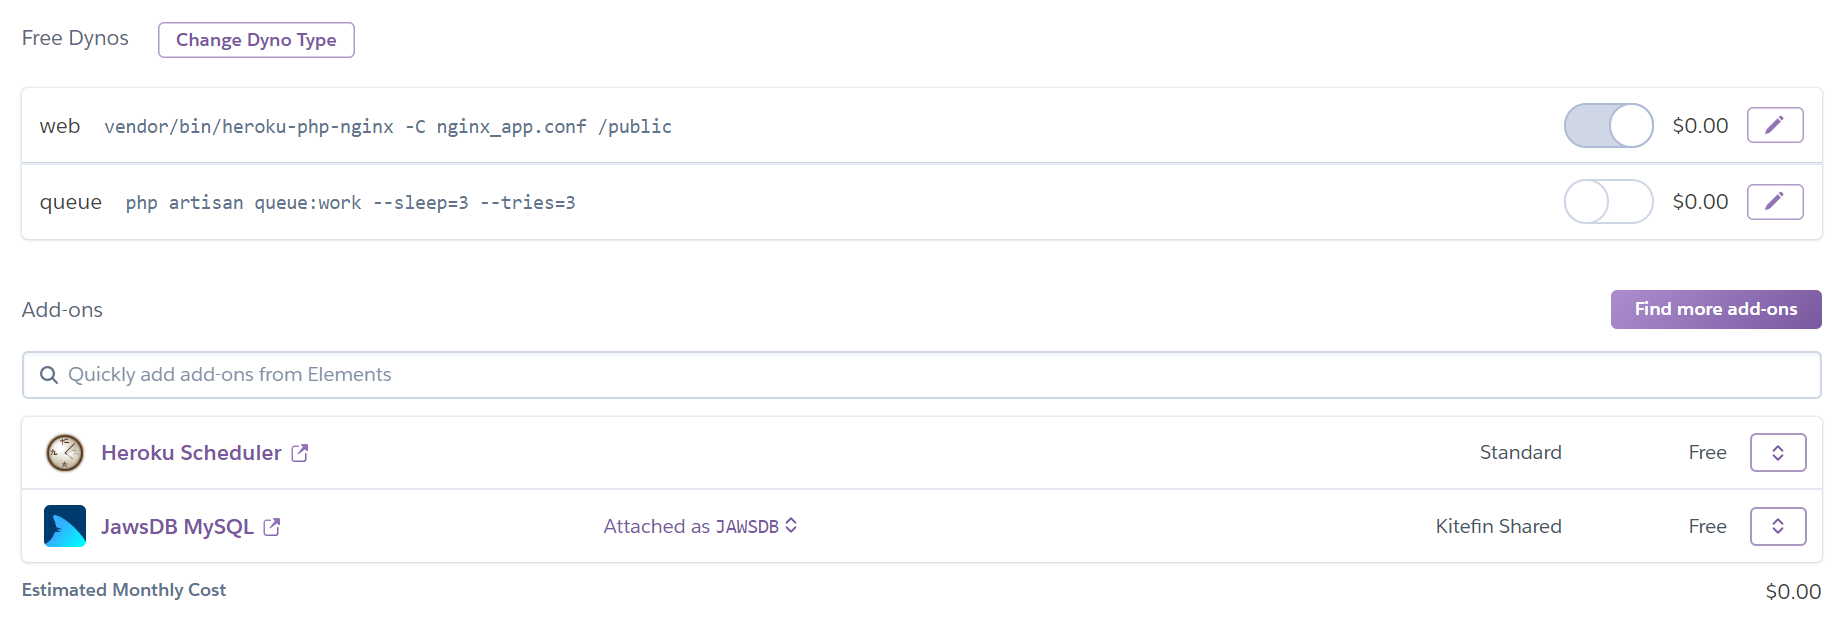 Free Dynos Change Dyno Type
web vendor/bin/heroku-php-nginx -C nginx_app.conf /public $0.00
queue php artisan queue:work --sleep=3 --tries=3 $0.00
Add-ons Find more add-ons
Quickly add add-ons from Elements
Heroku Scheduler Standard Free
JawsDB MySQL Attached as JAWSDB Kitefin Shared Free
Estimated Monthly Cost $0.00